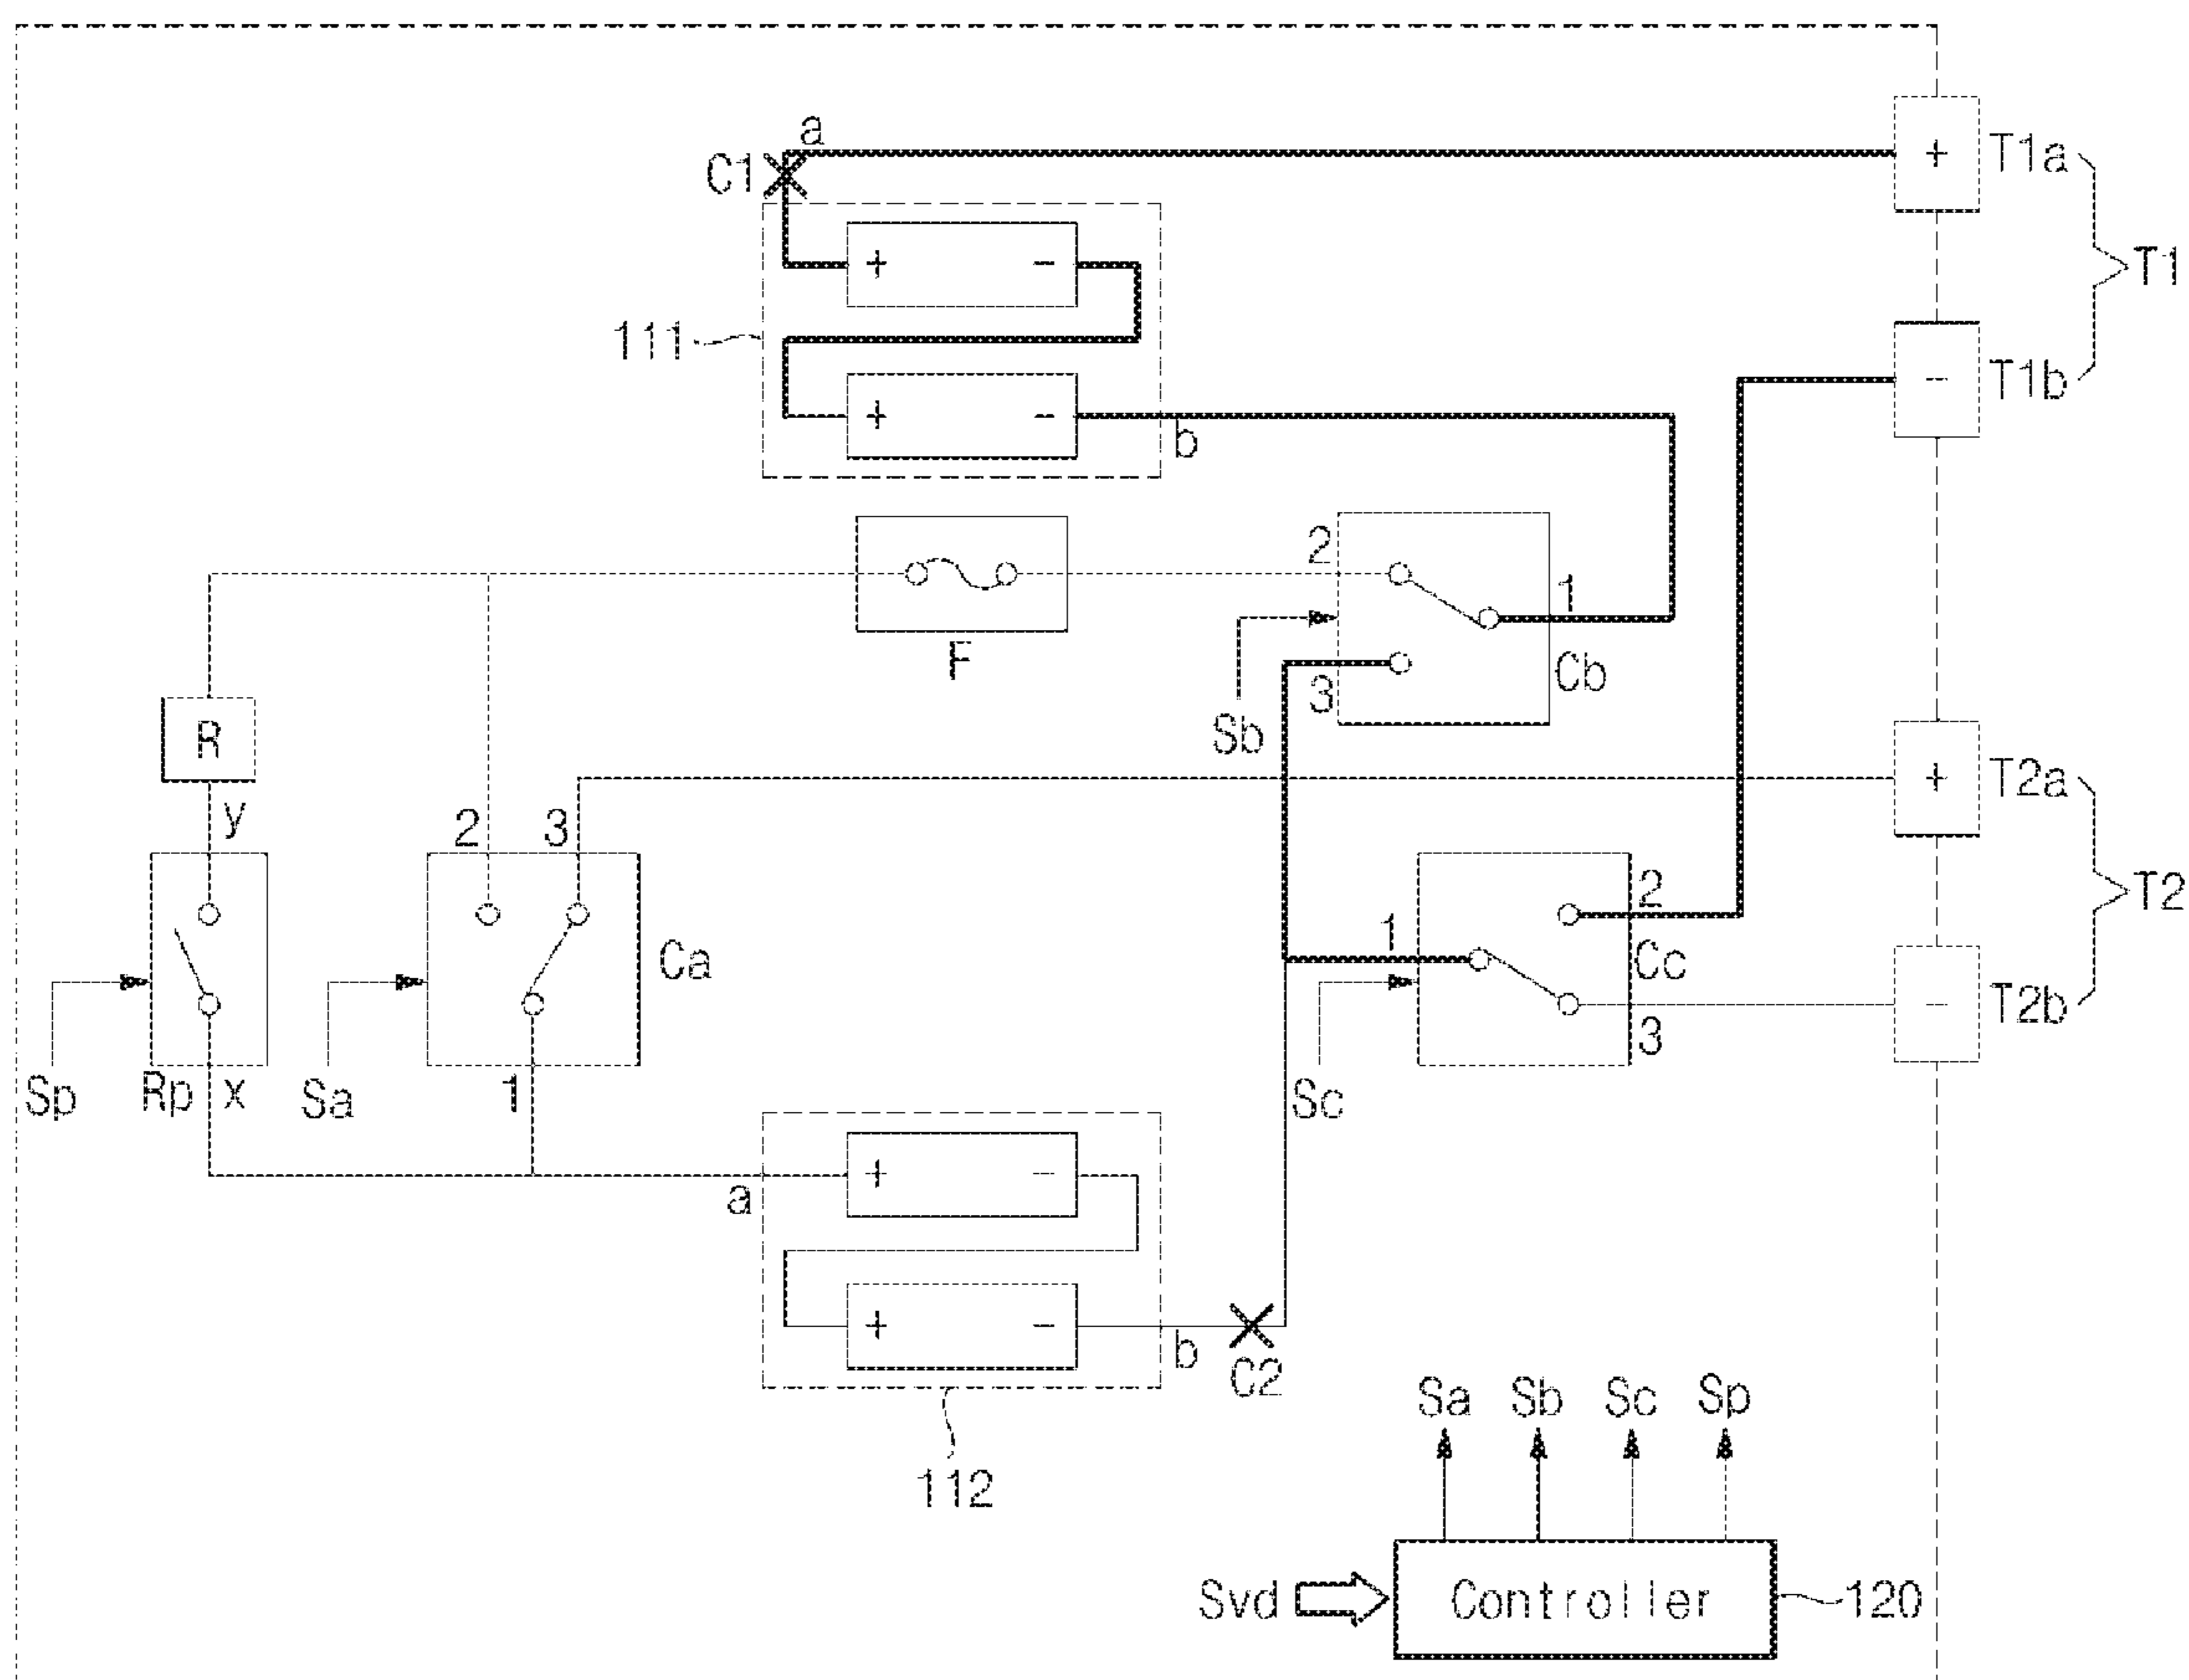 a
C1
+
T1a
T1
+ -
111
-
T1b
+ -
b
2
1
F
3
Cb
Sb
R
y
2 3
+
T2a
T2
2
1
Ca
Cc
-
T2b
3
Sp
Rp
x
Sa
1
Sc
a
+ -
+ -
b
C2
112
Sa Sb Sc Sp
Svd
Controller
120